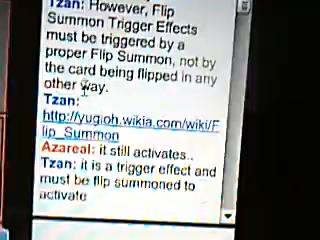 Tzan: However, Flip
Summon Trigger Effects
must be triggered by a
proper Flip Summon, not by
the card being flipped in any
other way.
Tzan:
http://yugioh.wikia.com/wiki/F
lip_Summon
Azareal: it still activates..
Tzan: it is a trigger effect and
must be flip summoned to
activate